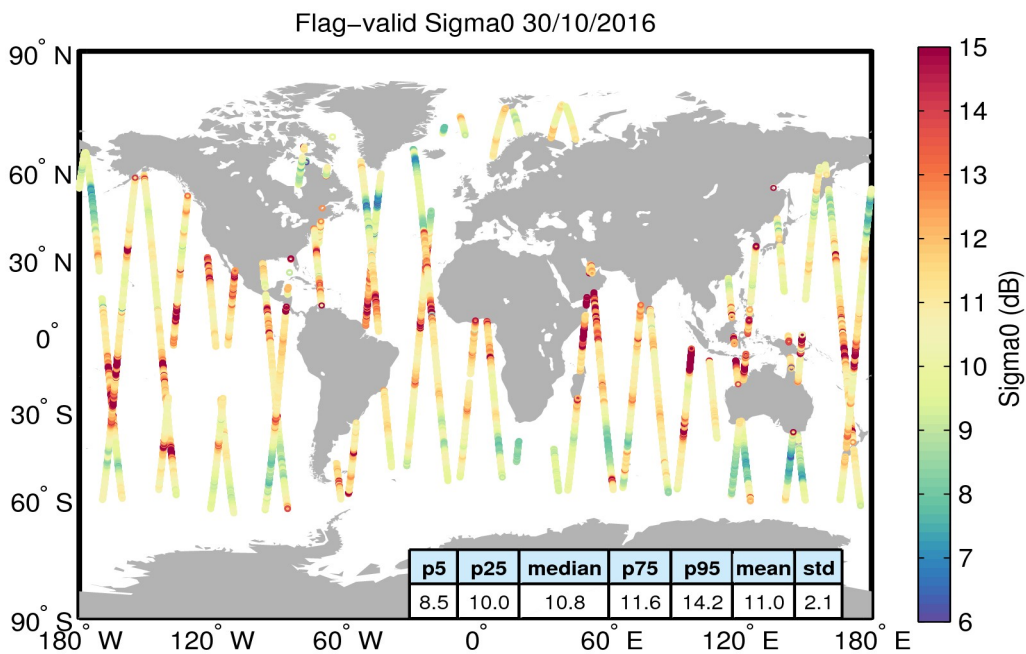 Flag−valid Sigma0 30/10/2016
90° N
60° N
30° N
0°
30° S
60° S
90° S
180° W
120° W
60° W
0°
60° E
120° E
180° E
p5 p25 median p75 p95 mean std
8.5 10.0 10.8 11.6 14.2 11.0 2.1
15
14
13
12
11
10
9
8
7
6
Sigma0 (dB)